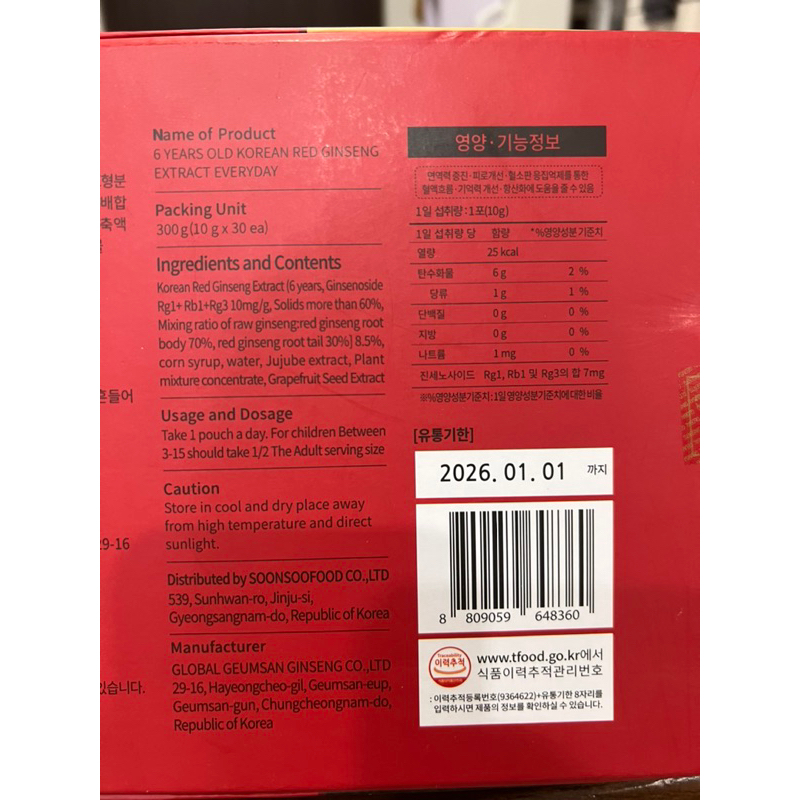 형분
배합
축액
흔들어
29-16
있습니다.
Name of Product
6 YEARS OLD KOREAN RED GINSENG
EXTRACT EVERYDAY
Packing Unit
300 g (10 g x 30 ea)
Ingredients and Contents
Korean Red Ginseng Extract (6 years, Ginsenoside
Rg1+ Rb1+Rg3 10mg/g, Solids more than 60%,
Mixing ratio of raw ginseng:red ginseng root
body 70%, red ginseng root tail 30%) 8.5%,
corn syrup, water, Jujube extract, Plant
mixture concentrate, Grapefruit Seed Extract
Usage and Dosage
Take 1 pouch a day. For children Between
3-15 should take 1/2 The Adult serving size
Caution
Store in cool and dry place away
from high temperature and direct
sunlight.
Distributed by SOONSOOFOOD CO.,LTD
539, Sunhwan-ro, Jinju-si,
Gyeongsangnam-do, Republic of Korea
Manufacturer
GLOBAL GEUMSAN GINSENG CO.,LTD
29-16, Hayeongcheo-gil, Geumsan-eup,
Geumsan-gun, Chungcheongnam-do,
Republic of Korea
영양·기능정보
면역력 증진·피로개선·혈소판 응집억제를 통한
혈액흐름·기억력 개선·항산화에 도움을 줄 수 있음
1일 섭취량 : 1포(10g)
1일 섭취량 당 함량 *%영양성분기준치
열량 25 kcal
탄수화물 6 g 2 %
당류 1 g 1 %
단백질 0 g 0 %
지방 0 g 0 %
나트륨 1 mg 0 %
진세노사이드 Rg1, Rb1 및 Rg3의 합 7mg
※%영양성분기준치 : 1일 영양성분기준치에 대한 비율
[유통기한]
2026. 01. 01 까지
8 809059 648360
Traceability
이력추적
www.tfood.go.kr에서
식품이력추적관리번호
: 이력추적등록번호(9364622)+유통기한 8자리를
입력하시면 제품의 정보를 확인하실 수 있습니다.